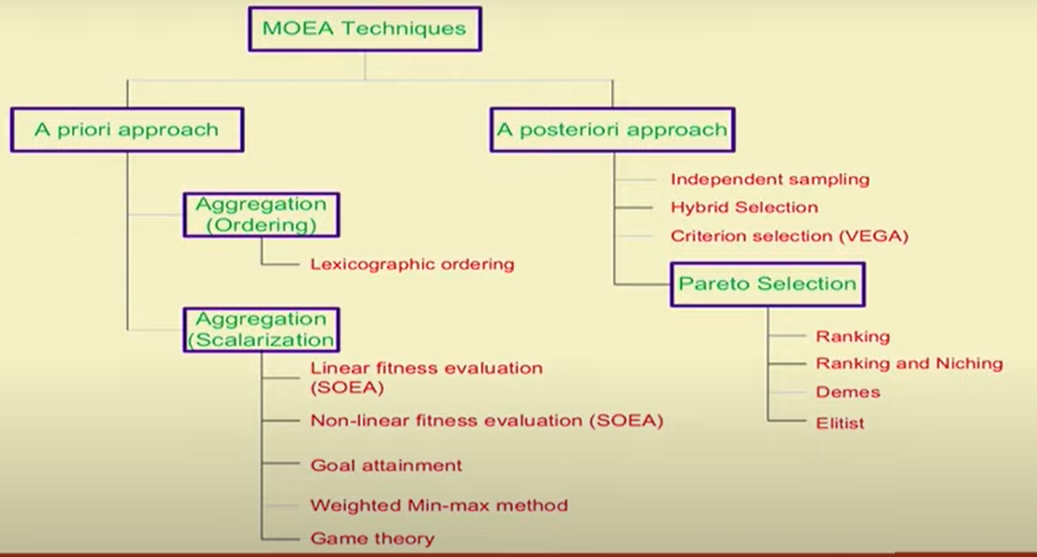 MOEA Techniques
A priori approach
A posteriori approach
Aggregation
(Ordering)
Lexicographic ordering
Aggregation
(Scalarization
Linear fitness evaluation
(SOEA)
Non-linear fitness evaluation (SOEA)
Goal attainment
Weighted Min-max method
Game theory
Independent sampling
Hybrid Selection
Criterion selection (VEGA)
Pareto Selection
Ranking
Ranking and Niching
Demes
Elitist